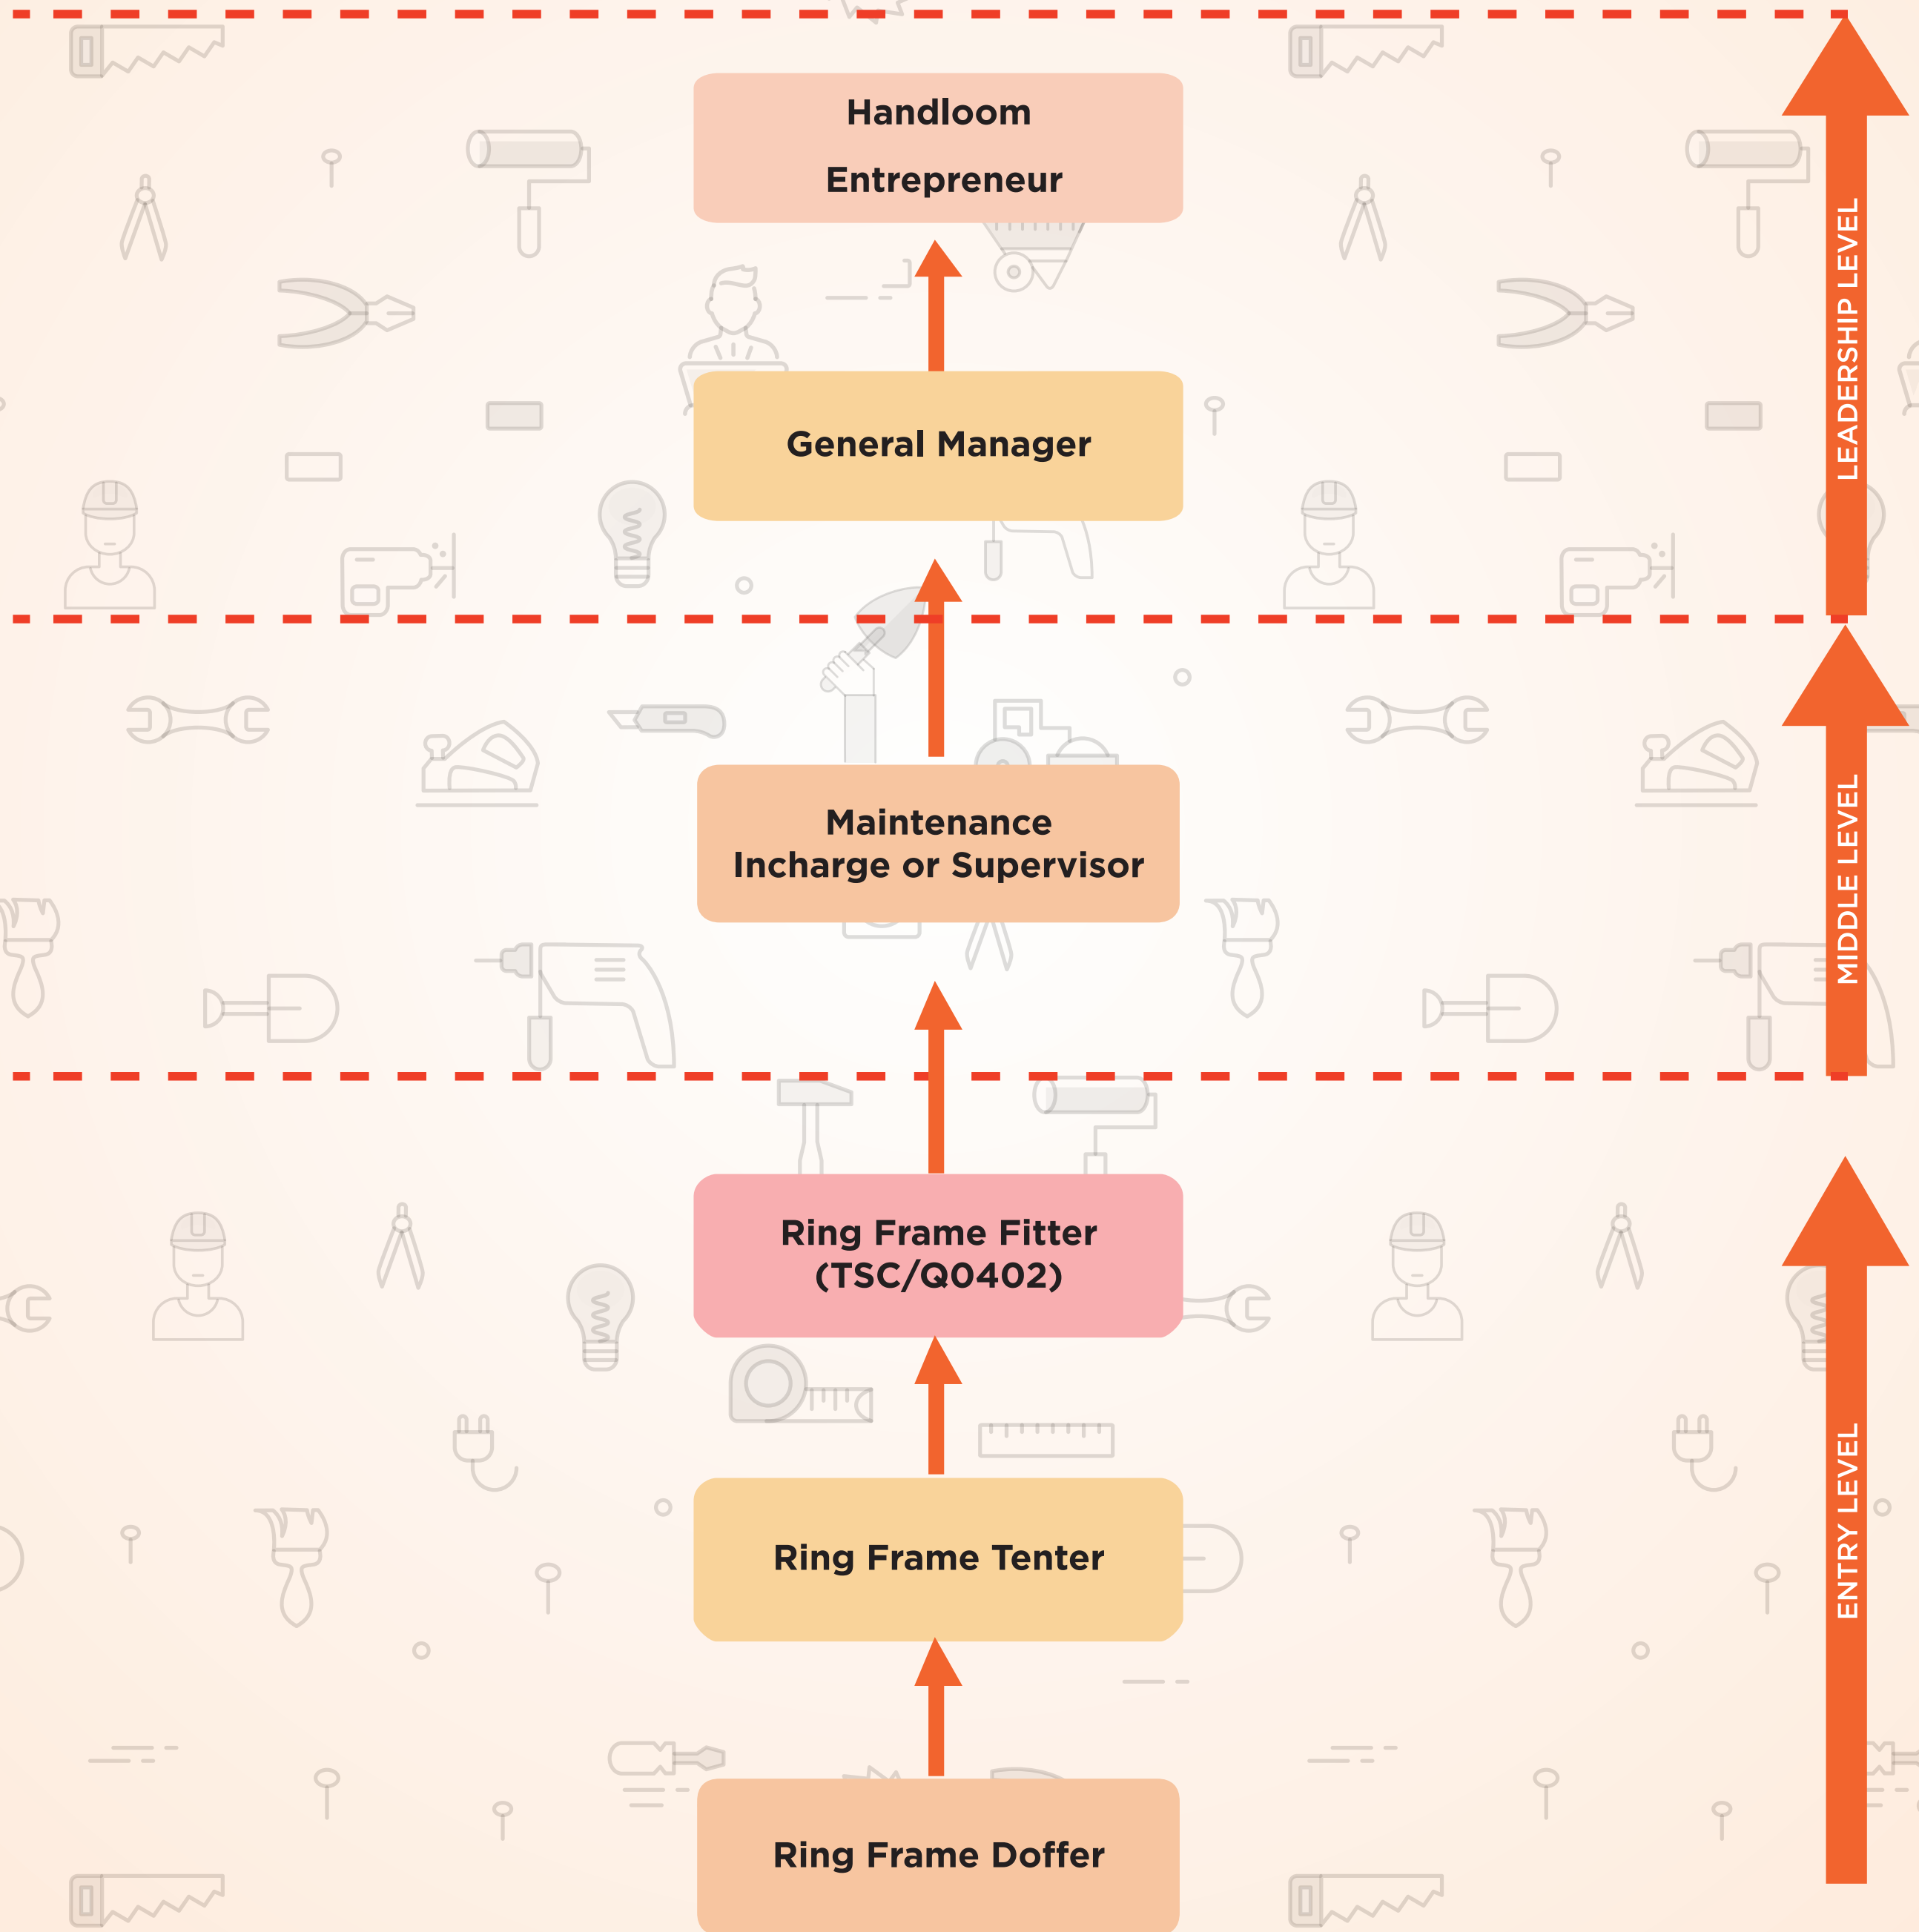 Handloom
Entrepreneur
General Manager
LEADERSHIP LEVEL
Maintenance
Incharge or Supervisor
MIDDLE LEVEL
Ring Frame Fitter
(TSC/Q0402)
Ring Frame Tenter
Ring Frame Doffer
ENTRY LEVEL